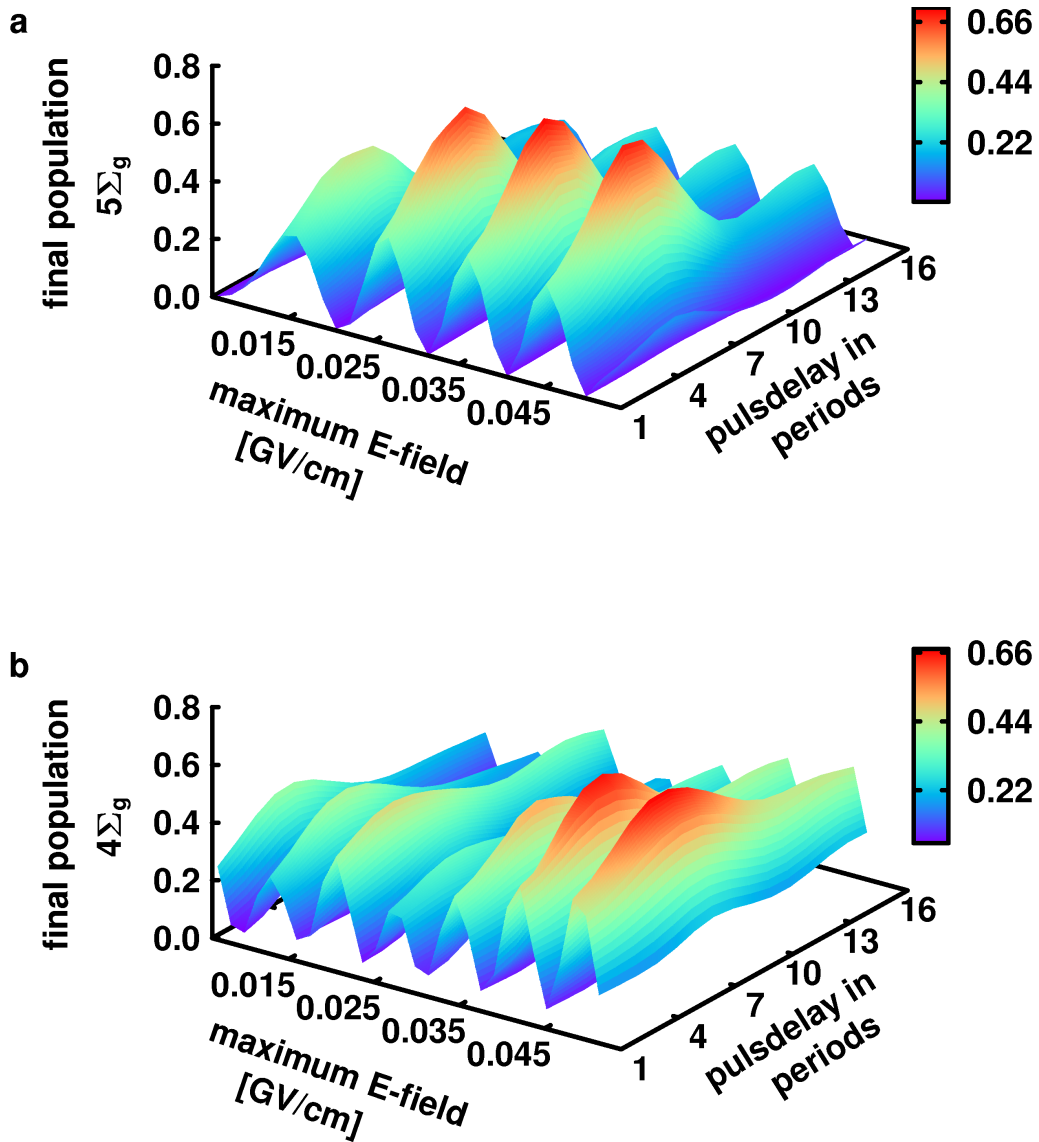 a
final population
5Σg
0.8
0.6
0.4
0.2
0.0
0.015
0.025
0.035
0.045
maximum E-field
[GV/cm]
1
4
7
10
13
16
pulsdelay in
periods
0.66
0.44
0.22
b
final population
4Σg
0.8
0.6
0.4
0.2
0.0
0.015
0.025
0.035
0.045
maximum E-field
[GV/cm]
1
4
7
10
13
16
pulsdelay in
periods
0.66
0.44
0.22